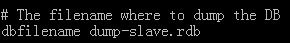 # The filename where to dump the DB
dbfilename dump-slave.rdb